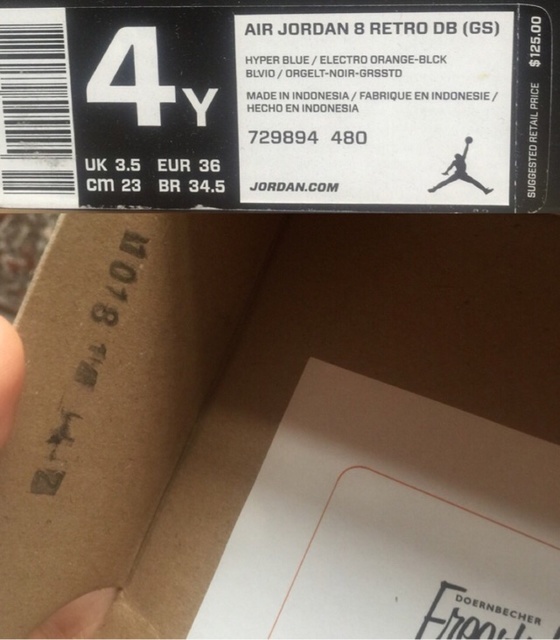 4Y
UK 3.5 EUR 36
CM 23 BR 34.5
AIR JORDAN 8 RETRO DB (GS)
HYPER BLUE / ELECTRO ORANGE-BLCK
BLVIO / ORGELT-NOIR-GRSSTD
MADE IN INDONESIA / FABRIQUE EN INDONESIE /
HECHO EN INDONESIA
729894 480
JORDAN.COM
SUGGESTED RETAIL PRICE $125.00
DOERNBECHER